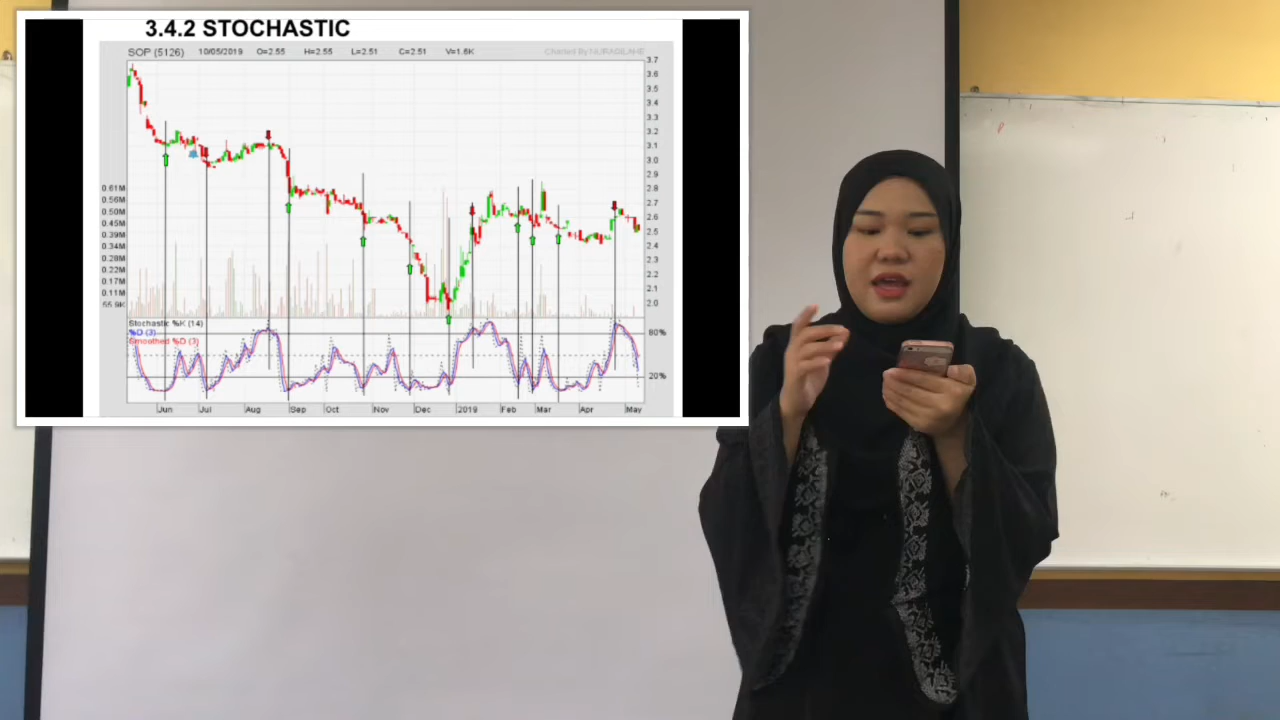 3.4.2 STOCHASTIC
SOP (5126) 10/05/2019 O=2.55 H=2.55 L=2.51 C=2.51 V=1.6K
3.7
3.6
3.5
3.4
3.3
3.2
3.1
3.0
2.9
2.8
2.7
2.6
2.5
2.4
2.3
2.2
2.1
2.0
0.61M
0.56M
0.50M
0.45M
0.39M
0.34M
0.28M
0.22M
0.17M
0.11M
55.9K
Stochastic %K (14)
%D (3)
Smoothed %D (3)
80%
20%
Jun Jul Aug Sep Oct Nov Dec 2019 Feb Mar Apr May